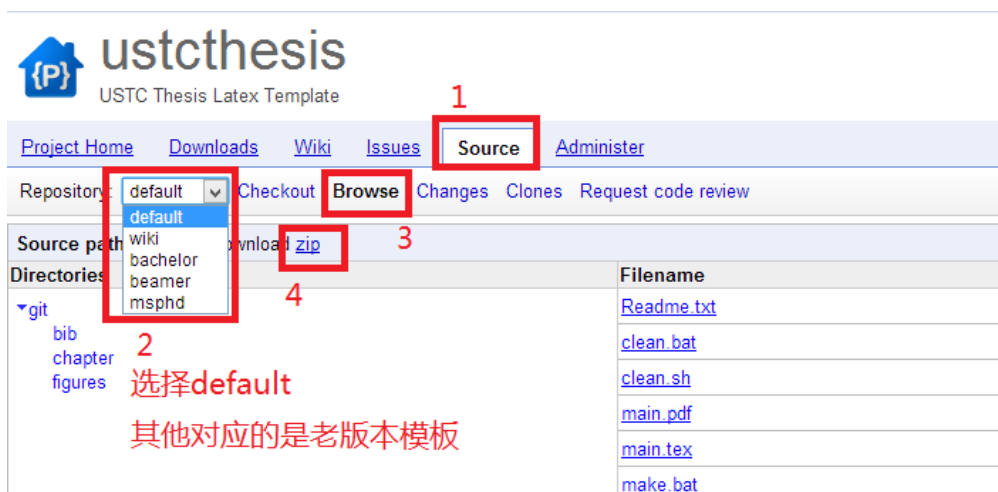 {P}
ustcthesis
USTC Thesis Latex Template
1
Project Home Downloads Wiki Issues Source Administer
Repository: default Checkout Browse Changes Clones Request code review
default
wiki
bachelor
beamer
msphd
Source path zip
3
4
Directories Filename
git
bib
chapter
figures
Readme.txt
clean.bat
clean.sh
main.pdf
main.tex
make.bat
2
选择default
其他对应的是老版本模板